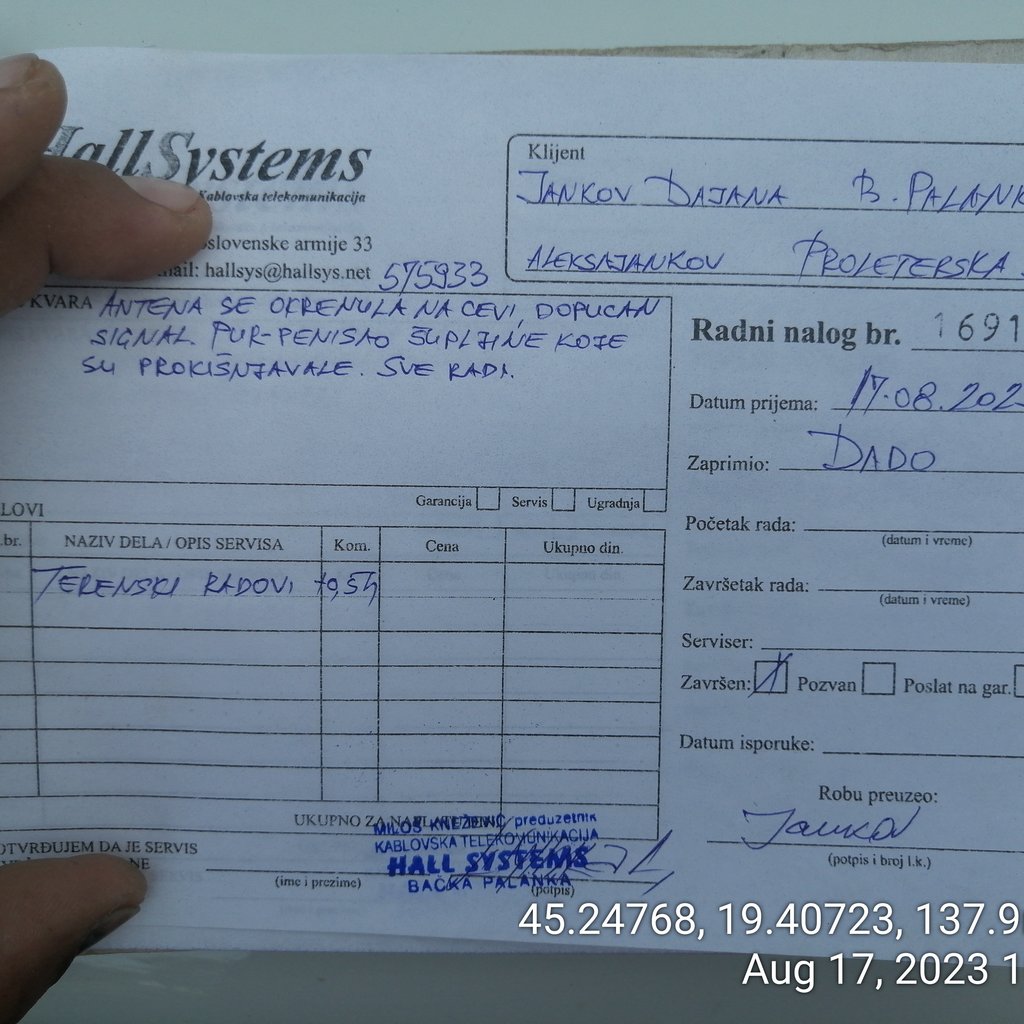 HallSystems
Kablovska telekomunikacija
oslovenske armije 33
ail: hallsys@hallsys.net 575933
Klijent
JANKOV DAJANA B. PALANK
ALEKSAJANKOV PROLETERSKA
KVARA ANTENA SE OKRENULA NA CEVI, DOPUCAN
SIGNAL. PUR-PENISAO ŠUPLJINE KOJE
SU PROKIŠNJAVALE. SVE RADI.
Garancija Servis Ugradnja
Radni nalog br. 1691
Datum prijema: 17.08.202
Zaprimio: DADO
Početak rada:
(datum i vreme)
Završetak rada:
(datum i vreme)
Serviser:
Završen: Pozvan Poslat na gar.
Datum isporuke:
Robu preuzeo:
Jankov
(potpis i broj l.k.)
LOVI
.br. NAZIV DELA / OPIS SERVISA Kom. Cena Ukupno din.
TERENSKI RADOVI
UKUPNO ZA
MILOŠ KNEŽEVIĆ preduzetnik
KABLOVSKA TELEKOMUNIKACIJA
HALL SYSTEMS
BAČKA PALANKA
OTVRĐUJEM DA JE SERVIS
NE
(ime i prezime)
(potpis)
45.24768, 19.40723, 137.9
Aug 17, 2023 1